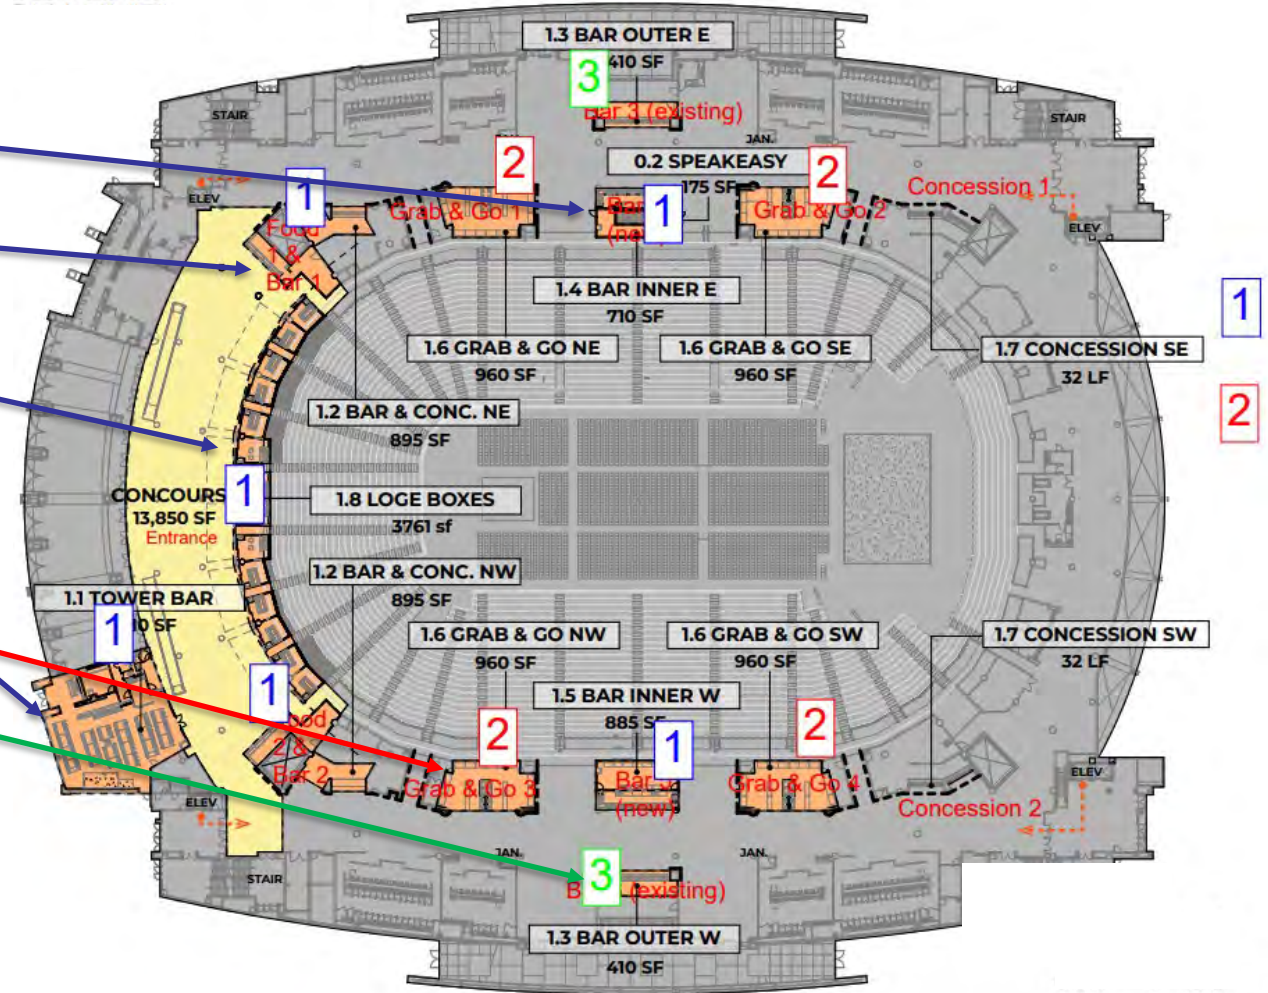 1.3 BAR OUTER E
410 SF
3
Bar 3 (existing)
STAIR
STAIR
JAN.
2
0.2 SPEAKEASY
175 SF
2
1
ELEV
Grab & Go 1
1
Grab & Go 2
Concession 1
ELEV
Food
1 &
Bar 1
(new)
1.4 BAR INNER E
710 SF
1
1.6 GRAB & GO NE
960 SF
1.6 GRAB & GO SE
960 SF
1.7 CONCESSION SE
32 LF
2
1.2 BAR & CONC. NE
895 SF
1
CONCOURS
13,850 SF
Entrance
1.8 LOGE BOXES
3761 sf
1.2 BAR & CONC. NW
895 SF
1.1 TOWER BAR
SF
1
1.6 GRAB & GO NW
960 SF
1.6 GRAB & GO SW
960 SF
1.7 CONCESSION SW
32 LF
1
1.5 BAR INNER W
885 SF
2
1
2
Food
2 &
Bar 2
Grab & Go 3
Bar
(new)
Grab & Go 4
Concession 2
ELEV
ELEV
JAN.
JAN.
STAIR
3
(existing)
1.3 BAR OUTER W
410 SF